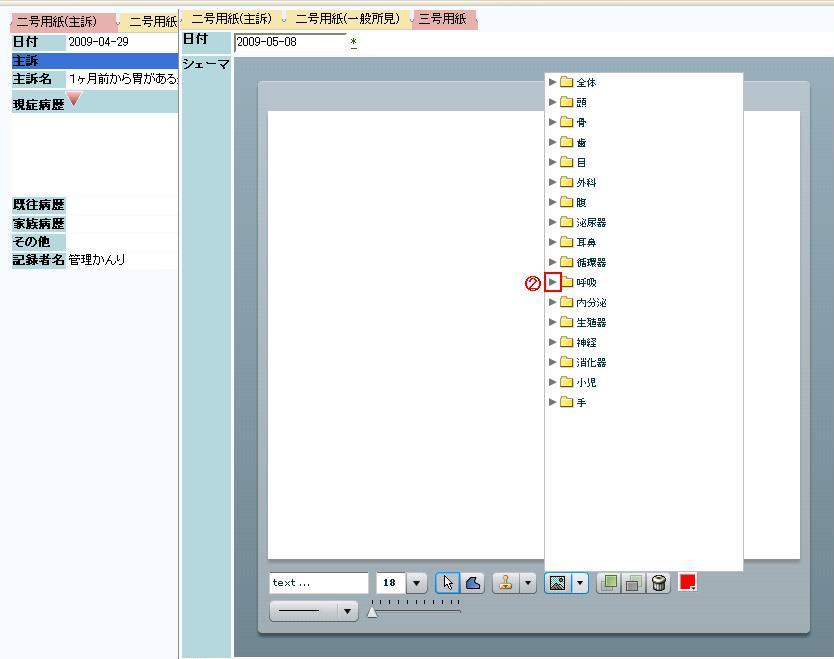 二号用紙(主訴)
二号用紙
日付 2009-04-29
主訴
主訴名 1ヶ月前から胃がある
現症病歴
既往病歴
家族病歴
その他
記録者名 管理かんり
二号用紙(主訴)
二号用紙(一般所見)
三号用紙
日付 2009-05-08 *
シェーマ
全体
頭
骨
歯
目
外科
腹
泌尿器
耳鼻
循環器
② 呼吸
内分泌
生殖器
神経
消化器
小児
手
text ...
18